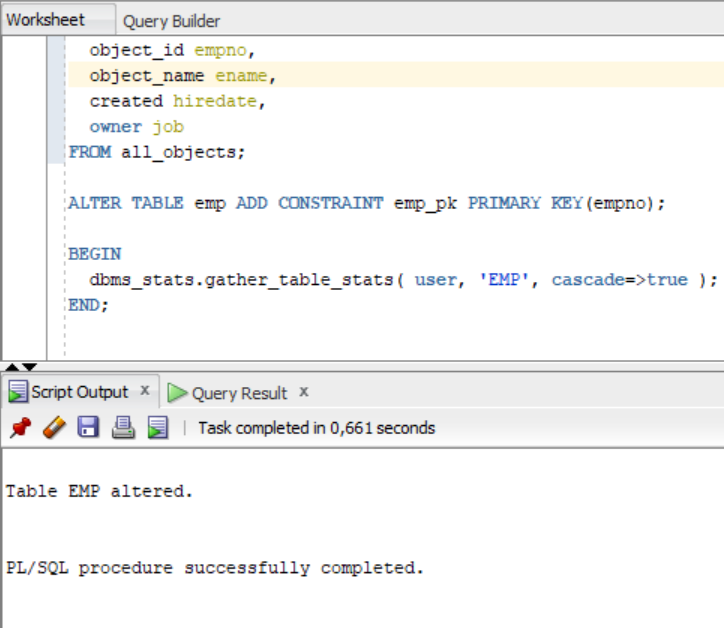 Worksheet Query Builder
object_id empno,
object_name ename,
created hiredate,
owner job
FROM all_objects;
ALTER TABLE emp ADD CONSTRAINT emp_pk PRIMARY KEY(empno);
BEGIN
dbms_stats.gather_table_stats( user, 'EMP', cascade=>true );
END;
Script Output x Query Result x
Task completed in 0,661 seconds
Table EMP altered.
PL/SQL procedure successfully completed.